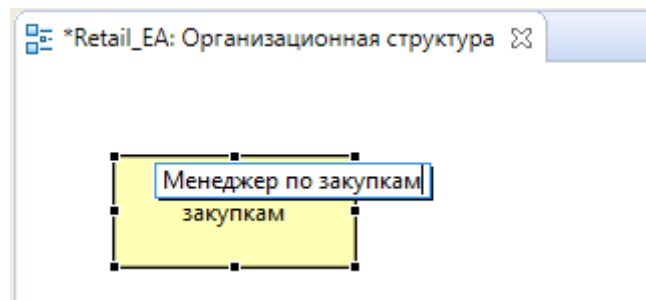 *Retail_EA: Организационная структура
Менеджер по закупкам
закупкам